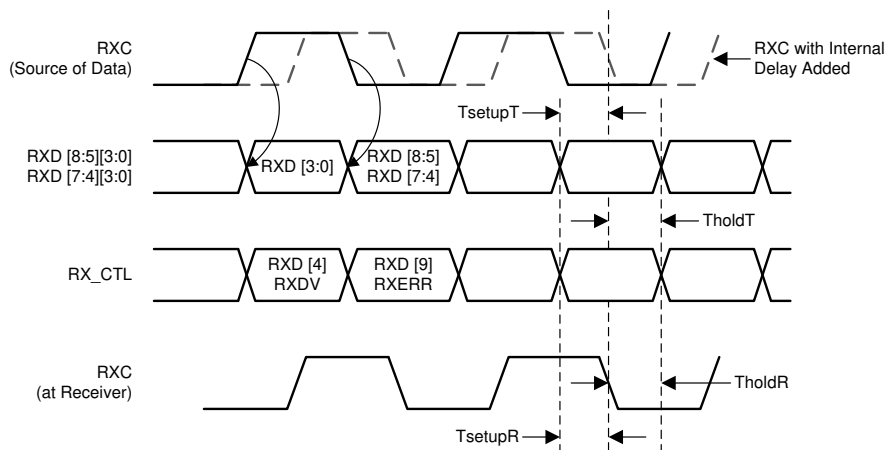 RXC
(Source of Data)
RXC with Internal
Delay Added
TsetupT
RXD [8:5][3:0]
RXD [7:4][3:0]
RXD [3:0]
RXD [8:5]
RXD [7:4]
TholdT
RX_CTL
RXD [4]
RXDV
RXD [9]
RXERR
RXC
(at Receiver)
TholdR
TsetupR